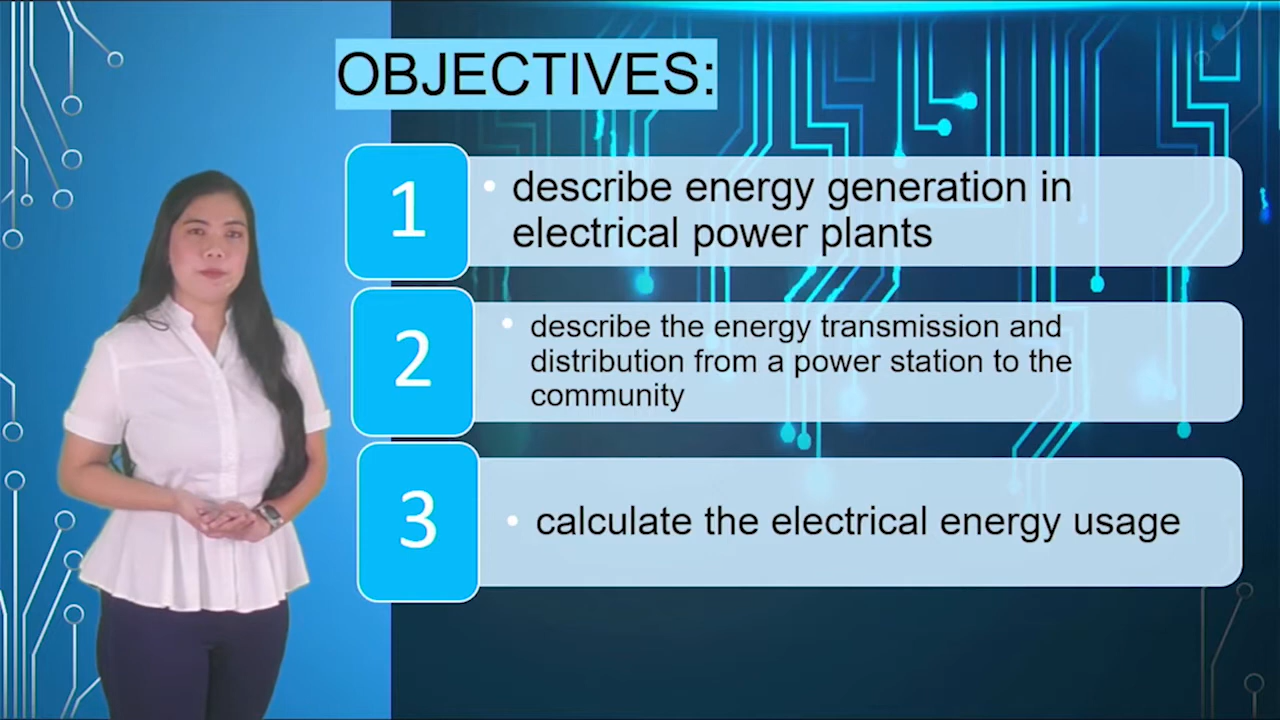 OBJECTIVES:
1
• describe energy generation in
electrical power plants
2
• describe the energy transmission and
distribution from a power station to the
community
3
• calculate the electrical energy usage